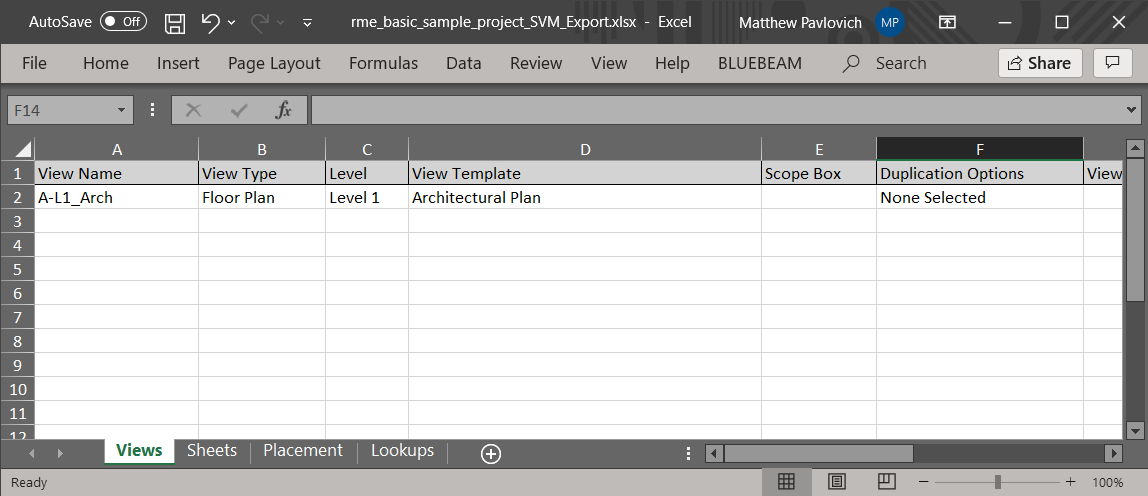 AutoSave Off rme_basic_sample_project_SVM_Export.xlsx - Excel Matthew Pavlovich MP
File Home Insert Page Layout Formulas Data Review View Help BLUEBEAM Search Share
F14 fx
A B C D E F
1 View Name View Type Level View Template Scope Box Duplication Options View
2 A-L1_Arch Floor Plan Level 1 Architectural Plan None Selected
3
4
5
6
7
8
9
10
11
12
Views Sheets Placement Lookups
Ready 100%